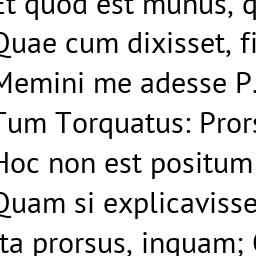 Et quod est munus, q
Quae cum dixisset, fi
Memini me adesse P.
Tum Torquatus: Prors
Hoc non est positum
Quam si explicavisse
Ita prorsus, inquam;